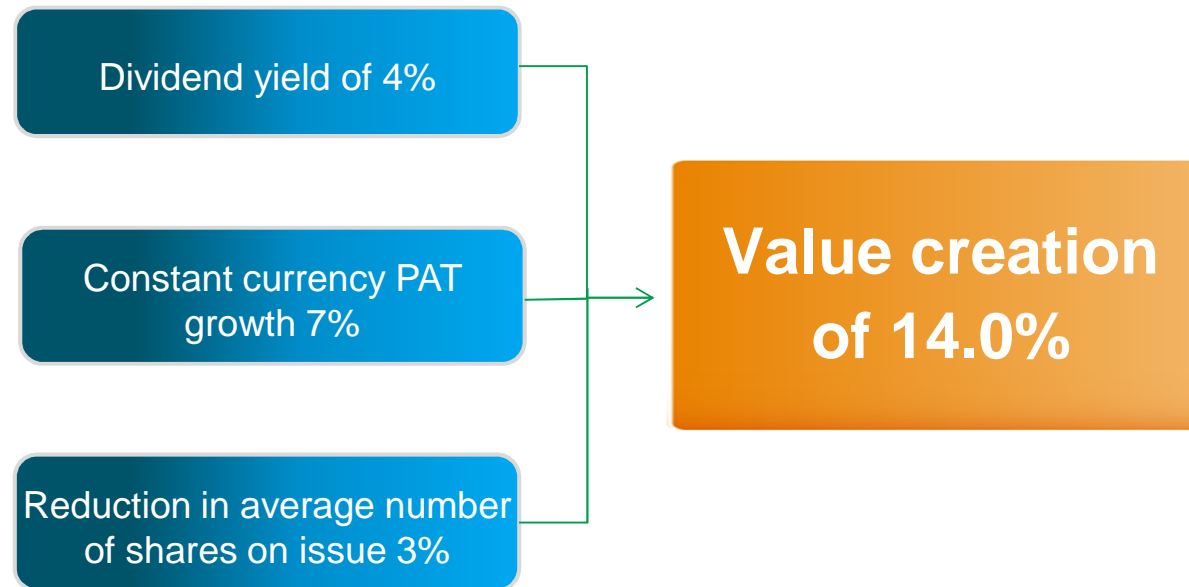 Dividend yield of 4%
Constant currency PAT
growth 7%
Reduction in average number
of shares on issue 3%
Value creation
of 14.0%